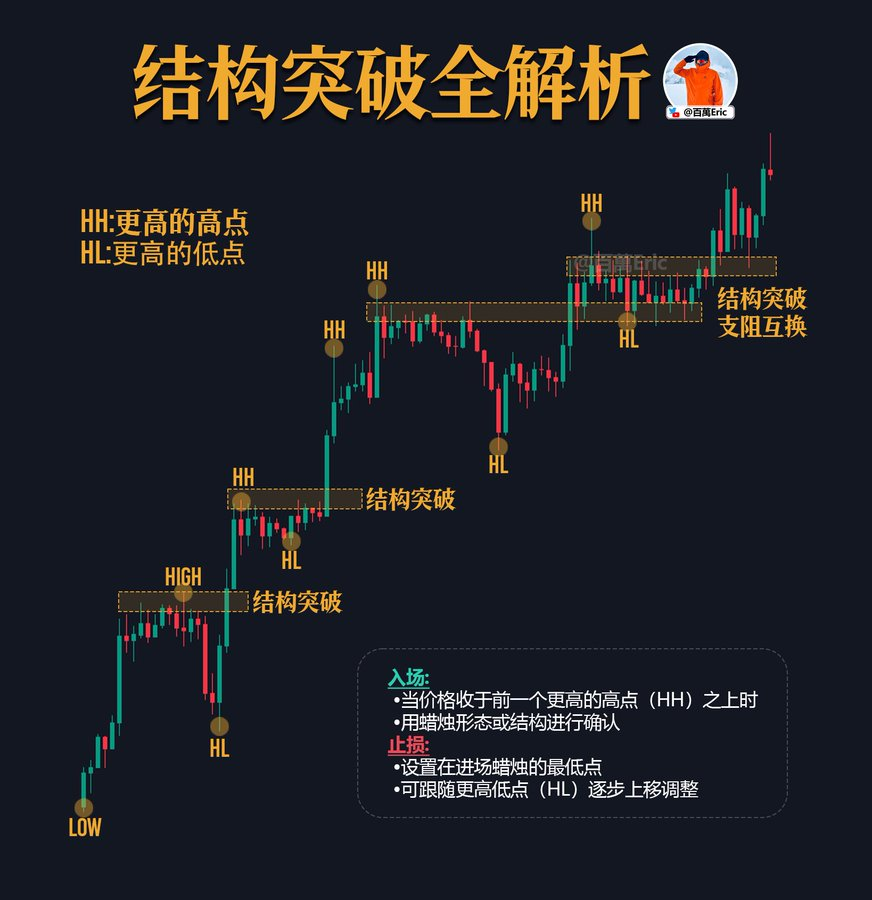 结构突破全解析
@百萬Eric
HH:更高的高点
HL:更高的低点
HH
@百萬Eric
HH
结构突破
支阻互换
HH
HL
HL
HH
结构突破
HL
HIGH
结构突破
HL
LOW
入场:
•当价格收于前一个更高的高点（HH）之上时
•用蜡烛形态或结构进行确认
止损:
•设置在进场蜡烛的最低点
•可跟随更高低点（HL）逐步上移调整